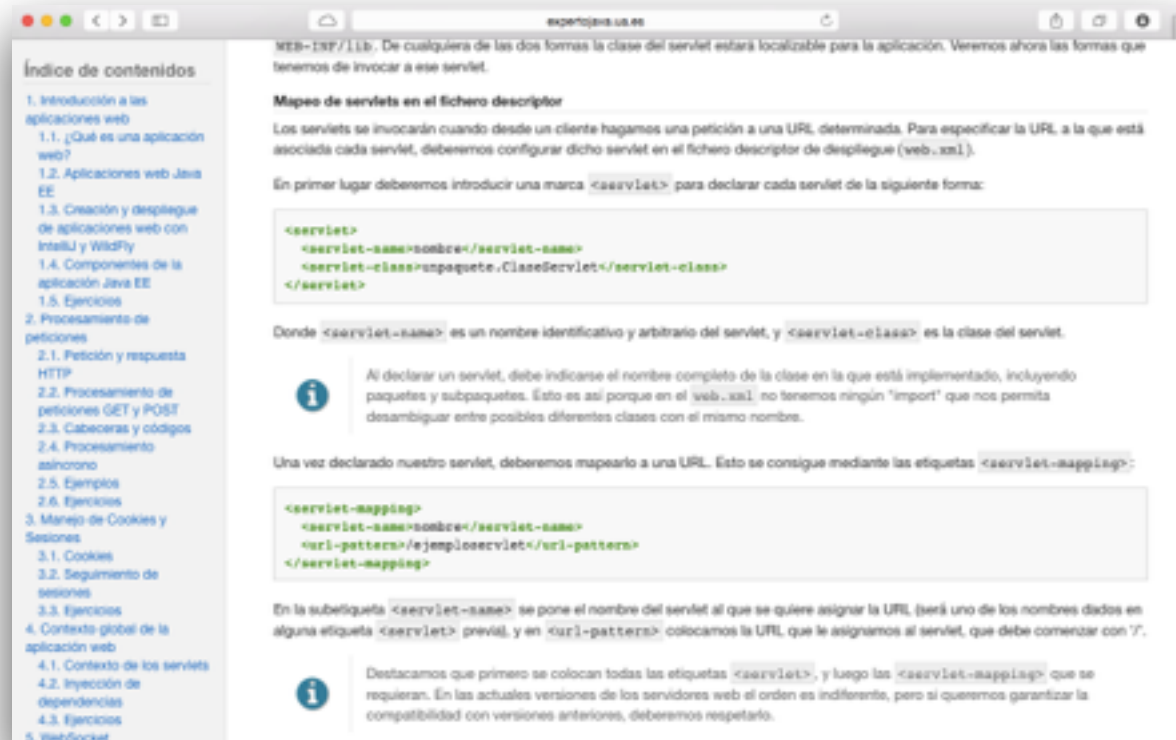 expertojava.ua.es
Índice de contenidos
1. Introducción a las
aplicaciones web
1.1. ¿Qué es una aplicación
web?
1.2. Aplicaciones web Java
EE
1.3. Creación y despliegue
de aplicaciones web con
IntelliJ y WildFly
1.4. Componentes de la
aplicación Java EE
1.5. Ejercicios
2. Procesamiento de
peticiones
2.1. Petición y respuesta
HTTP
2.2. Procesamiento de
peticiones GET y POST
2.3. Cabeceras y códigos
2.4. Procesamiento
asíncrono
2.5. Ejemplos
2.6. Ejercicios
3. Manejo de Cookies y
Sesiones
3.1. Cookies
3.2. Seguimiento de
sesiones
3.3. Ejercicios
4. Contexto global de la
aplicación web
4.1. Contexto de los servlets
4.2. Inyección de
dependencias
4.3. Ejercicios
5. WebSocket
WEB-INF/lib. De cualquiera de las dos formas la clase del servlet estará localizable para la aplicación. Veremos ahora las formas que
tenemos de invocar a ese servlet.
Mapeo de servlets en el fichero descriptor
Los servlets se invocarán cuando desde un cliente hagamos una petición a una URL determinada. Para especificar la URL a la que está
asociada cada servlet, deberemos configurar dicho servlet en el fichero descriptor de despliegue (web.xml).
En primer lugar deberemos introducir una marca <servlet> para declarar cada servlet de la siguiente forma:
<servlet>
<servlet-name>nombre</servlet-name>
<servlet-class>unpaquete.ClaseServlet</servlet-class>
</servlet>
Donde <servlet-name> es un nombre identificativo y arbitrario del servlet, y <servlet-class> es la clase del servlet.
Al declarar un servlet, debe indicarse el nombre completo de la clase en la que está implementado, incluyendo
paquetes y subpaquetes. Esto es así porque en el web.xml no tenemos ningún "import" que nos permita
desambiguar entre posibles diferentes clases con el mismo nombre.
Una vez declarado nuestro servlet, deberemos mapearlo a una URL. Esto se consigue mediante las etiquetas <servlet-mapping>:
<servlet-mapping>
<servlet-name>nombre</servlet-name>
<url-pattern>/ejemploservlet</url-pattern>
</servlet-mapping>
En la subetiqueta <servlet-name> se pone el nombre del servlet al que se quiere asignar la URL (será uno de los nombres dados en
alguna etiqueta <servlet> previa), y en <url-pattern> colocamos la URL que le asignamos al servlet, que debe comenzar con '/'.
Destacamos que primero se colocan todas las etiquetas <servlet>, y luego las <servlet-mapping> que se
requieran. En las actuales versiones de los servidores web el orden es indiferente, pero si queremos garantizar la
compatibilidad con versiones anteriores, deberemos respetarlo.